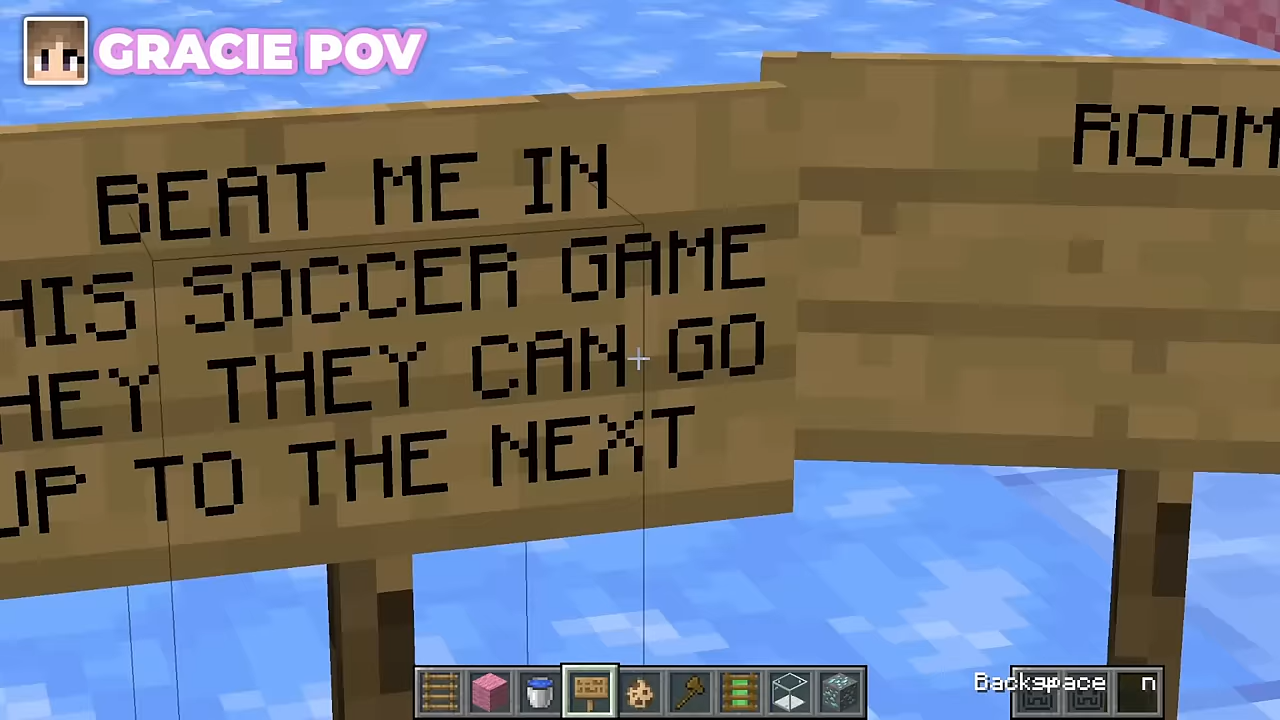 GRACIE POV
BEAT ME IN
HIS SOCCER GAME
HEY THEY CAN GO
UP TO THE NEXT
ROOM
Backspace n